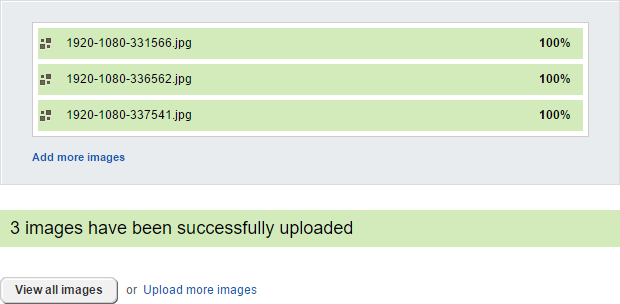 1920-1080-331566.jpg 100%
1920-1080-336562.jpg 100%
1920-1080-337541.jpg 100%
Add more images
3 images have been successfully uploaded
View all images or Upload more images